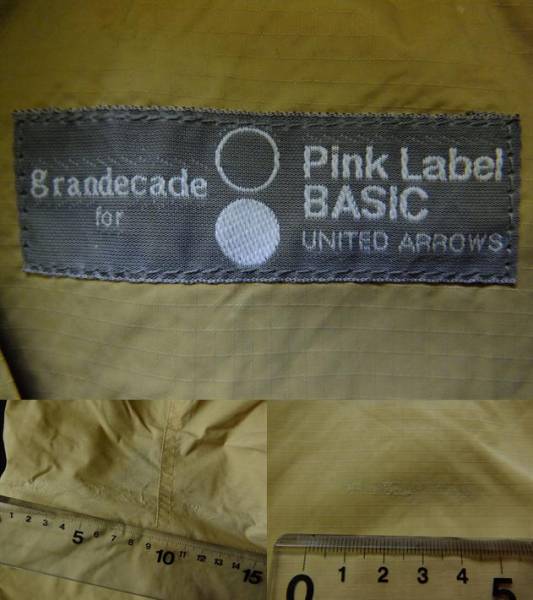 grandecade
for
Pink Label
BASIC
UNITED ARROWS
1 2 3 4 5 6 7 8 9 10 11 12 13 14 15
0 1 2 3 4 5